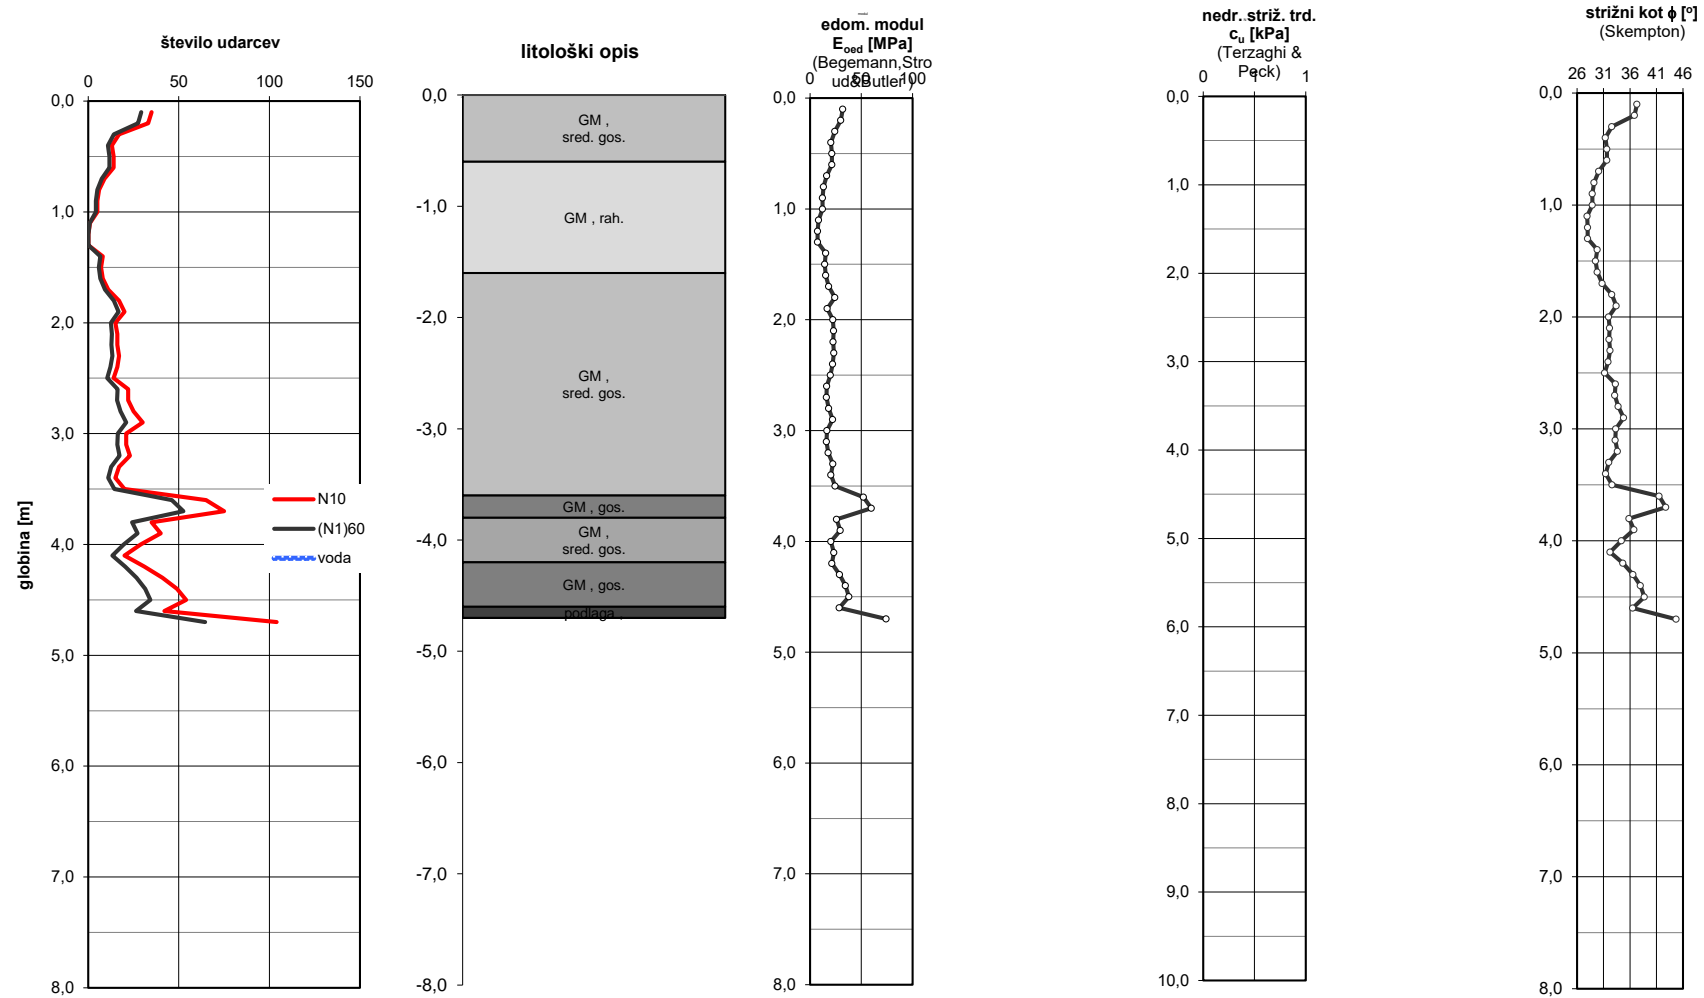 število udarcev
0
50
100
150
0,0
1,0
2,0
3,0
4,0
5,0
6,0
7,0
8,0
globina [m]
N10
(N1)60
voda
litološki opis
0,0
-1,0
-2,0
-3,0
-4,0
-5,0
-6,0
-7,0
-8,0
GM ,
sred. gos.
GM , rah.
GM ,
sred. gos.
GM , gos.
GM ,
sred. gos.
GM , gos.
podlaga ,
modul
edom. modul
Eoed [MPa]
(Begemann,Stro
ud&Butler )
0
50
100
0,0
1,0
2,0
3,0
4,0
5,0
6,0
7,0
8,0
nedr. striž. trd.
cu [kPa]
(Terzaghi &
Peck)
0
1
1
0,0
1,0
2,0
3,0
4,0
5,0
6,0
7,0
8,0
9,0
10,0
strižni kot ϕ [º]
(Skempton)
26
31
36
41
46
0,0
1,0
2,0
3,0
4,0
5,0
6,0
7,0
8,0